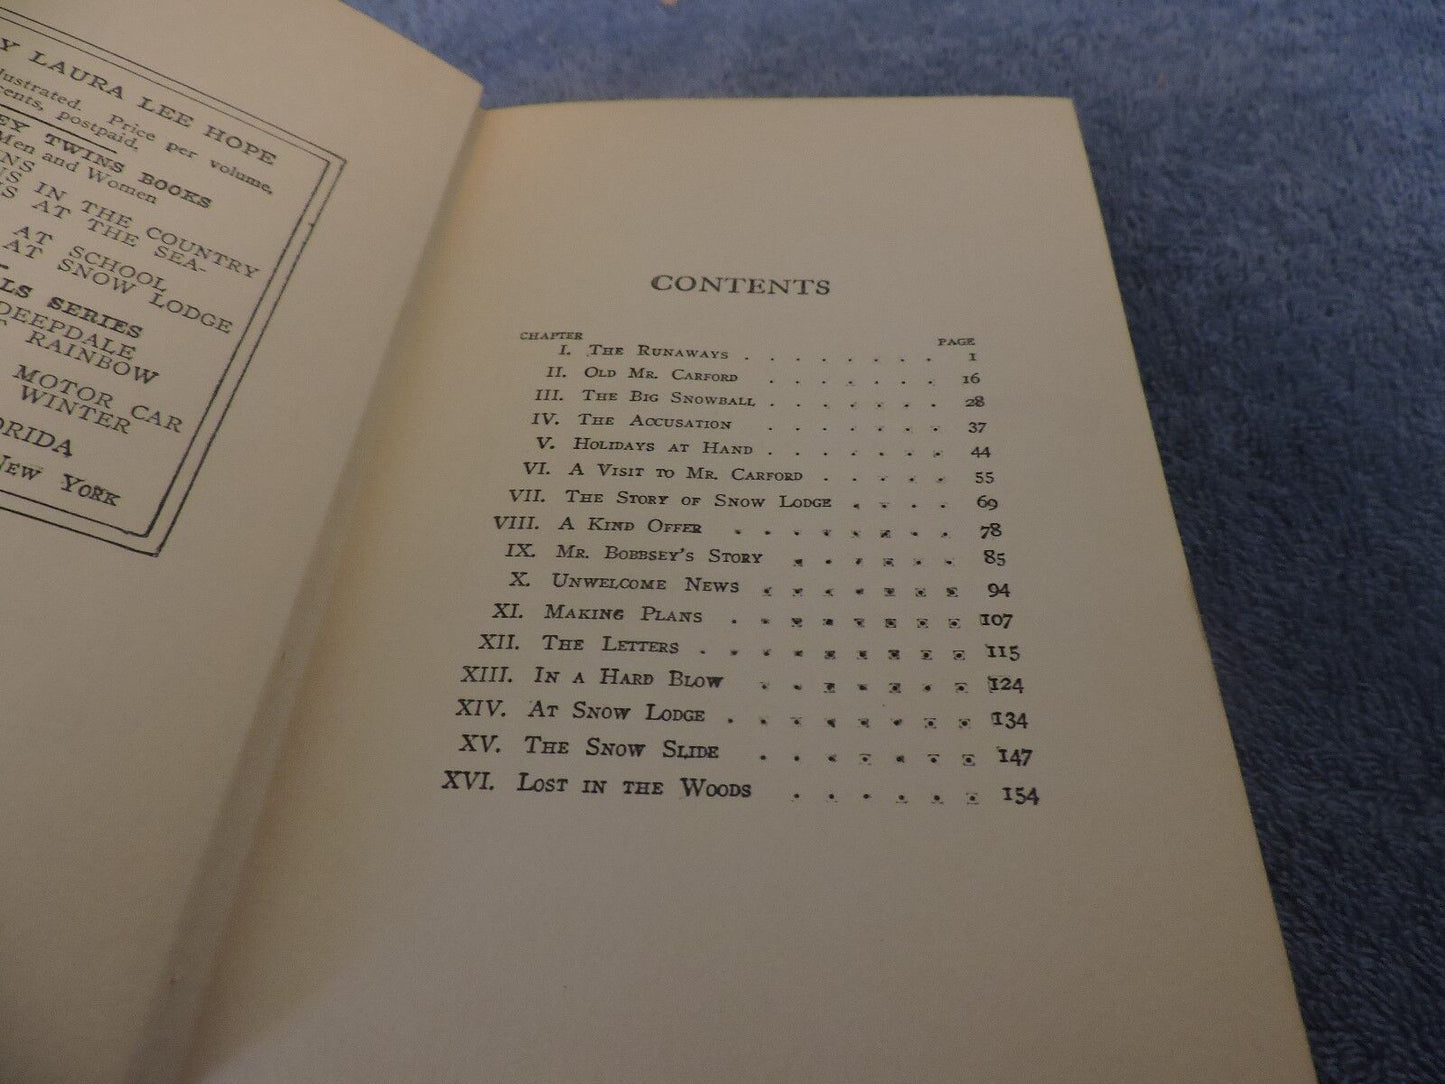 Y LAURA LEE HOPE
lustrated. Price per volume,
cents, postpaid.
EY TWINS BOOKS
Men and Women
NS
NS IN THE COUNTRY
S AT THE SEA-
AT SCHOOL
AT SNOW LODGE
LS SERIES
DEEPDALE
T RAINBOW
MOTOR CAR
WINTER
ORIDA
New York
CONTENTS
CHAPTER PAGE
I. The Runaways . . . . . . . 1
II. Old Mr. Carford . . . . . . . 16
III. The Big Snowball . . . . . . . 28
IV. The Accusation . . . . . . . 37
V. Holidays at Hand . . . . . . . 44
VI. A Visit to Mr. Carford . . . . . 55
VII. The Story of Snow Lodge . . . . 69
VIII. A Kind Offer . . . . . . . . 78
IX. Mr. Bobbsey's Story . . . . . . 85
X. Unwelcome News . . . . . . . 94
XI. Making Plans . . . . . . . . 107
XII. The Letters . . . . . . . . . 115
XIII. In a Hard Blow . . . . . . . 124
XIV. At Snow Lodge . . . . . . . . 134
XV. The Snow Slide . . . . . . . 147
XVI. Lost in the Woods . . . . . . 154